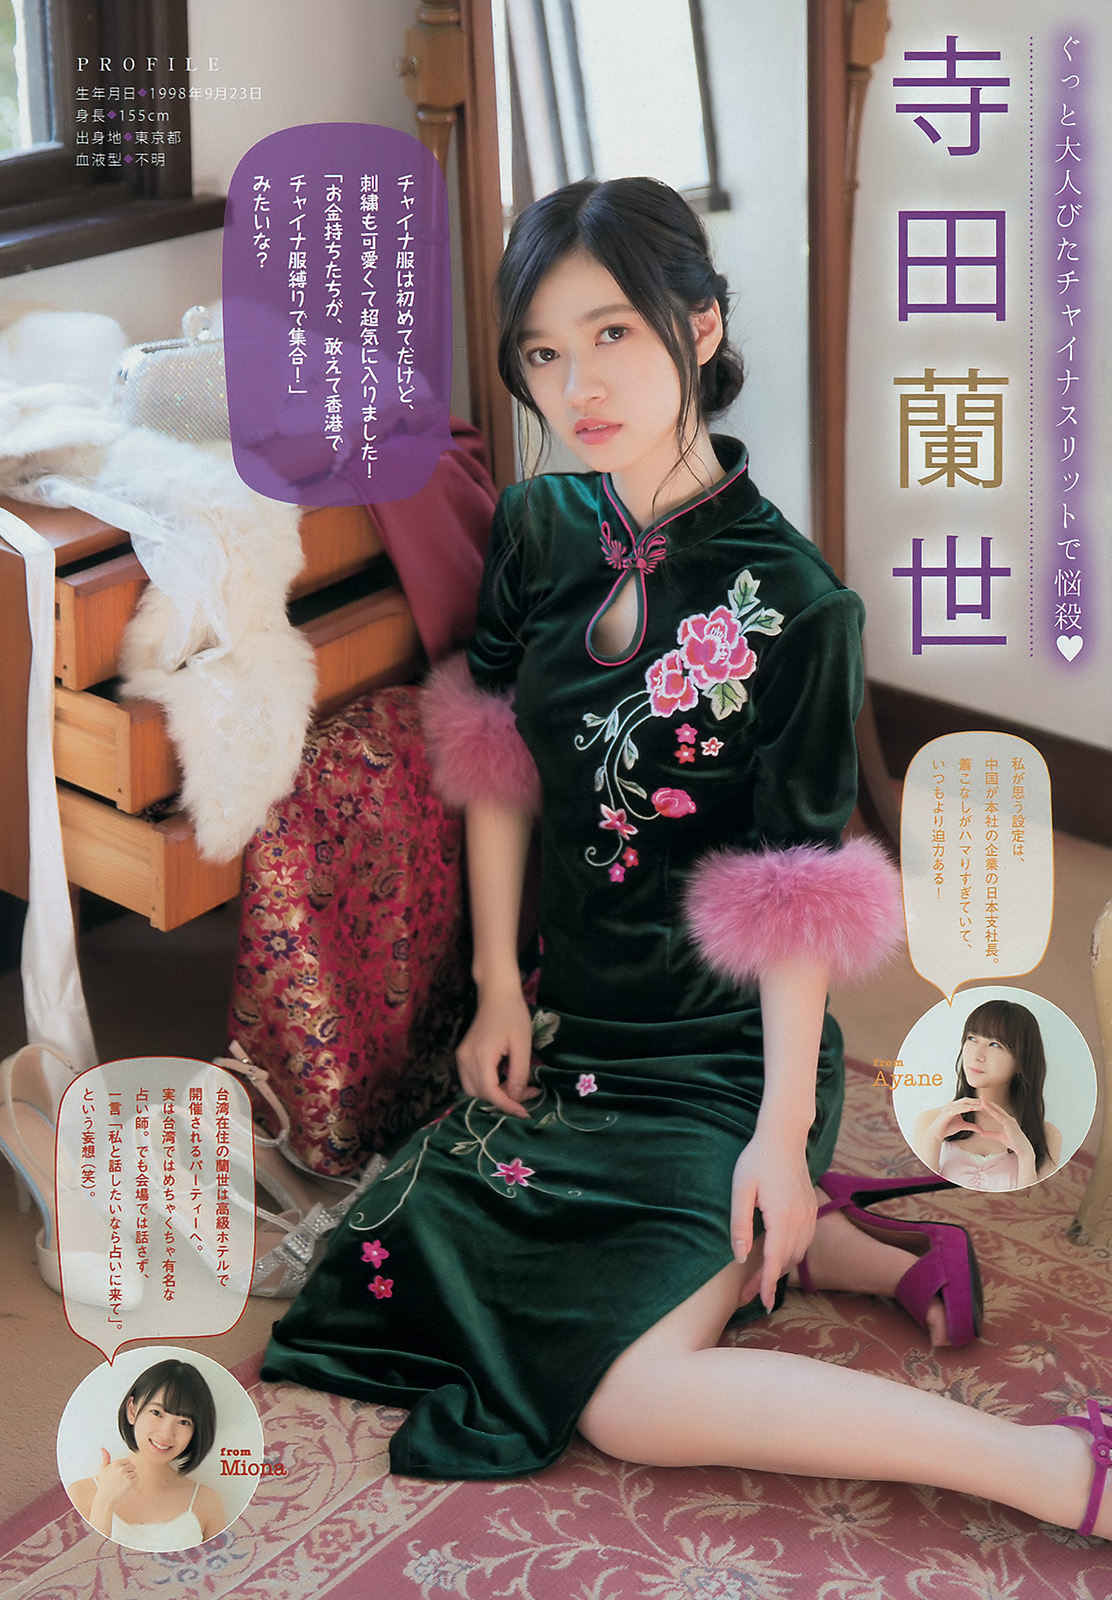 ぐっと大人びたチャイナスリットで悩殺♥
寺田蘭世
PROFILE
生年月日◆1998年9月23日
身長◆155cm
出身地◆東京都
血液型◆不明
チャイナ服は初めてだけど、
刺繍も可愛くて超気に入りました！
「お金持ちたちが、敢えて香港で
チャイナ服縛りで集合！」
みたいな？
私が思う設定は、
中国が本社の企業の日本支社長。
着こなしがハマりすぎていて、
いつもより迫力ある！
from
Ayane
台湾在住の蘭世は高級ホテルで
開催されるパーティーへ。
実は台湾ではめちゃくちゃ有名な
占い師。でも会場では話さず、
一言「私と話したいなら占いに来て」。
という妄想（笑）。
from
Miona